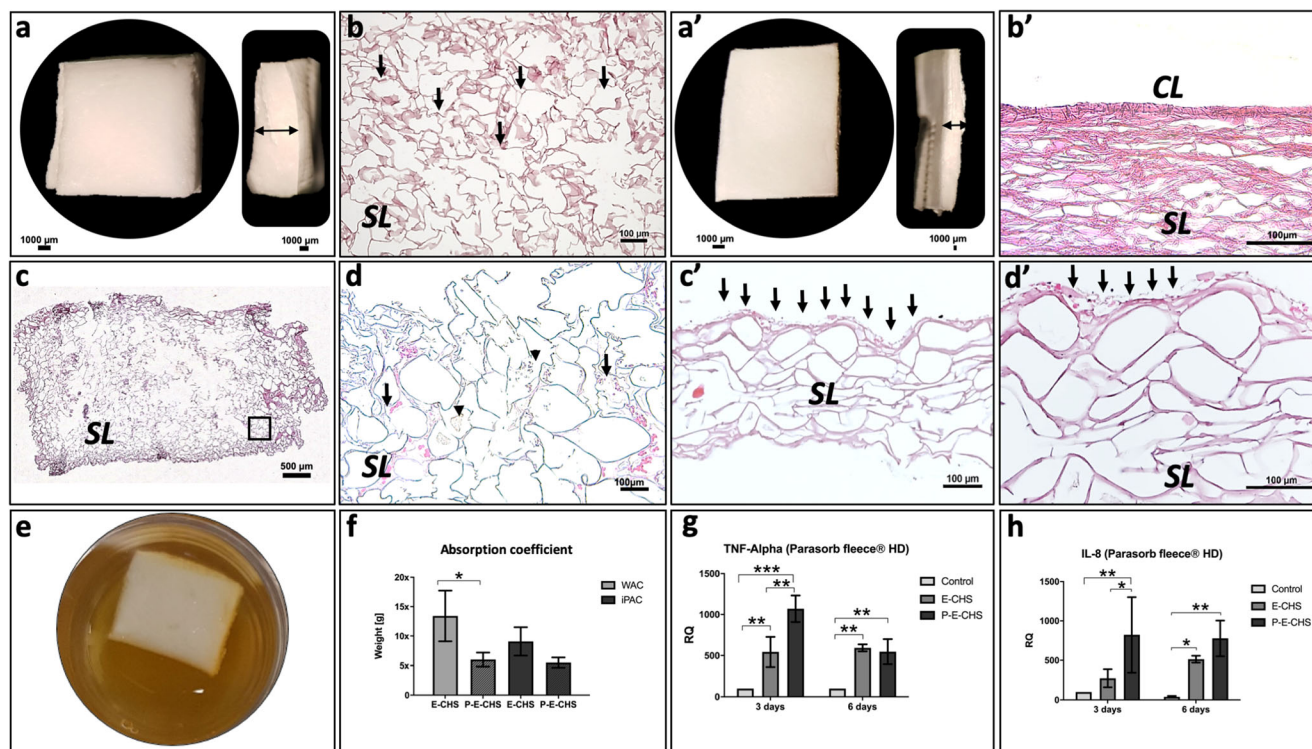 a
1000 µm
1000 µm
b
SL
100 µm
a’
1000 µm
1000 µm
b’
CL
SL
100µm
c
SL
500 µm
d
SL
100µm
c’
SL
100 µm
d’
SL
100 µm
e
f
Absorption coefficient
Weight [g]
20x
15x
10x
5x
0
*
E-CHS P-E-CHS E-CHS P-E-CHS
WAC
iPAC
g
TNF-Alpha (Parasorb fleece® HD)
RQ
1500
1000
500
0
***
**
**
**
**
3 days 6 days
Control
E-CHS
P-E-CHS
h
IL-8 (Parasorb fleece® HD)
RQ
1500
1000
500
0
**
*
**
*
3 days 6 days
Control
E-CHS
P-E-CHS